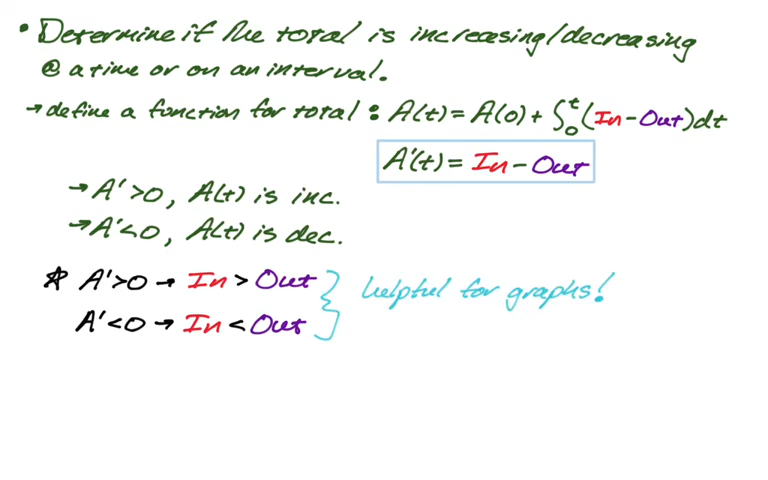 • Determine if the total is increasing/decreasing
@ a time or on an interval.
→ define a function for total : A(t) = A(0) + ∫₀ᵗ (In - Out) dt
A'(t) = In - Out
→ A' > 0, A(t) is inc.
→ A' < 0, A(t) is dec.
☆ A' > 0 → In > Out
helpful for graphs!
A' < 0 → In < Out